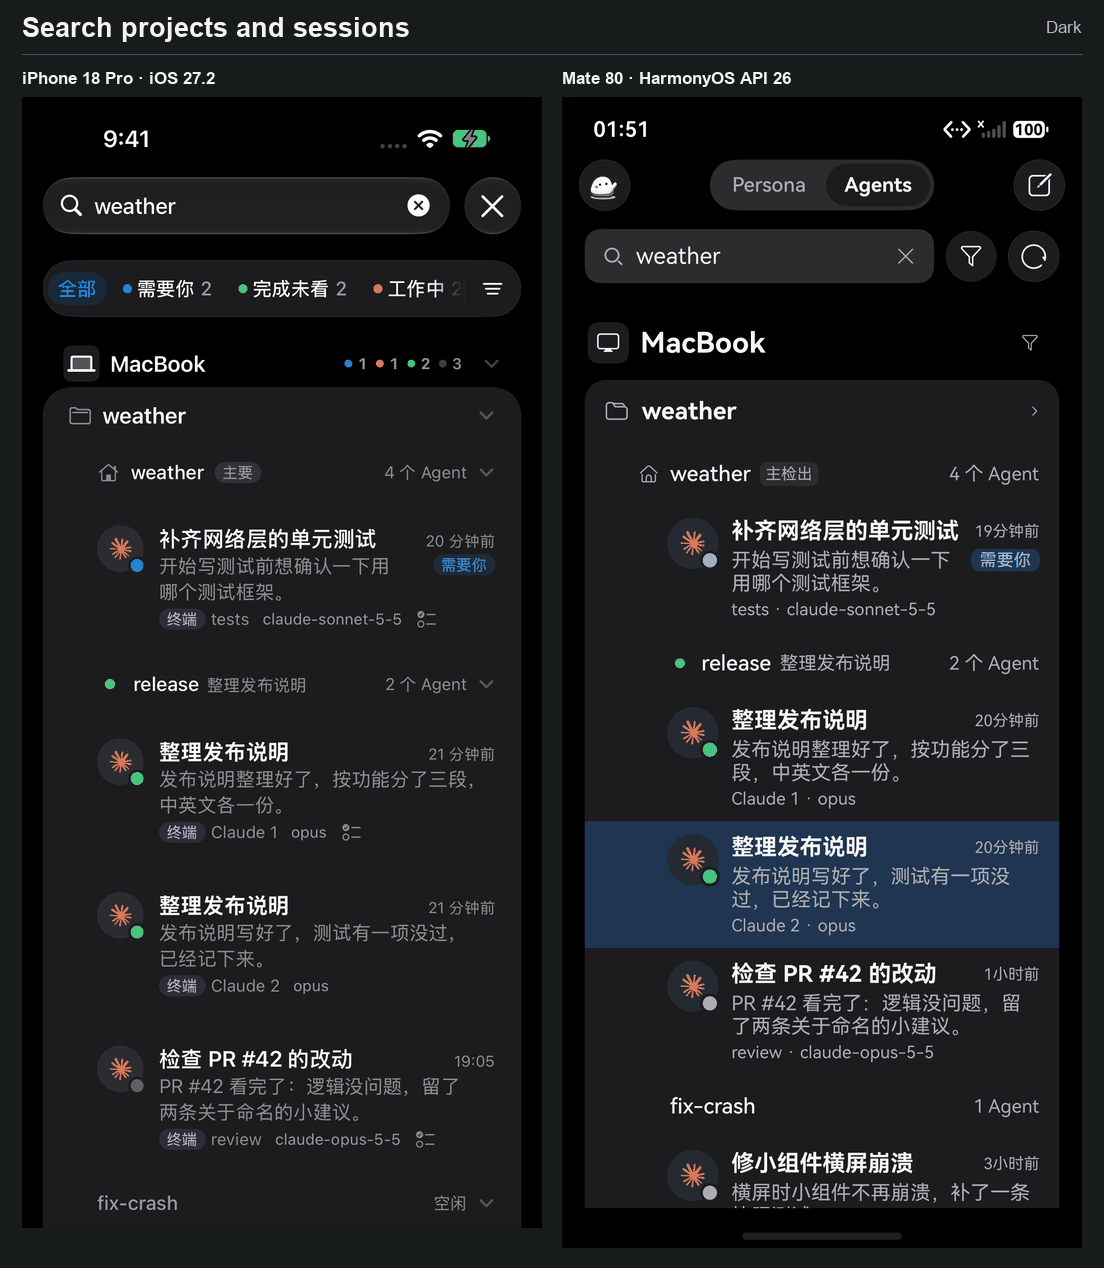 Search projects and sessions
Dark
iPhone 18 Pro · iOS 27.2
9:41
weather
全部
需要你 2
完成未看 2
工作中 2
MacBook
1 1 2 3
weather
weather 主要 4 个 Agent
补齐网络层的单元测试 20 分钟前
开始写测试前想确认一下用 需要你
哪个测试框架。
终端 tests claude-sonnet-5-5
release 整理发布说明 2 个 Agent
整理发布说明 21 分钟前
发布说明整理好了，按功能分了三段，
中英文各一份。
终端 Claude 1 opus
整理发布说明 21 分钟前
发布说明写好了，测试有一项没过，
已经记下来。
终端 Claude 2 opus
检查 PR #42 的改动 19:05
PR #42 看完了：逻辑没问题，留了
两条关于命名的小建议。
终端 review claude-opus-5-5
fix-crash 空闲
Mate 80 · HarmonyOS API 26
01:51
100
Persona Agents
weather
MacBook
weather
weather 主检出 4 个 Agent
补齐网络层的单元测试 19分钟前
开始写测试前想确认一下 需要你
用哪个测试框架。
tests · claude-sonnet-5-5
release 整理发布说明 2 个 Agent
整理发布说明 20分钟前
发布说明整理好了，按功能分了三
段，中英文各一份。
Claude 1 · opus
整理发布说明 20分钟前
发布说明写好了，测试有一项没
过，已经记下来。
Claude 2 · opus
检查 PR #42 的改动 1小时前
PR #42 看完了：逻辑没问题，留
了两条关于命名的小建议。
review · claude-opus-5-5
fix-crash 1 Agent
修小组件横屏崩溃 3小时前
横屏时小组件不再崩溃，补了一条